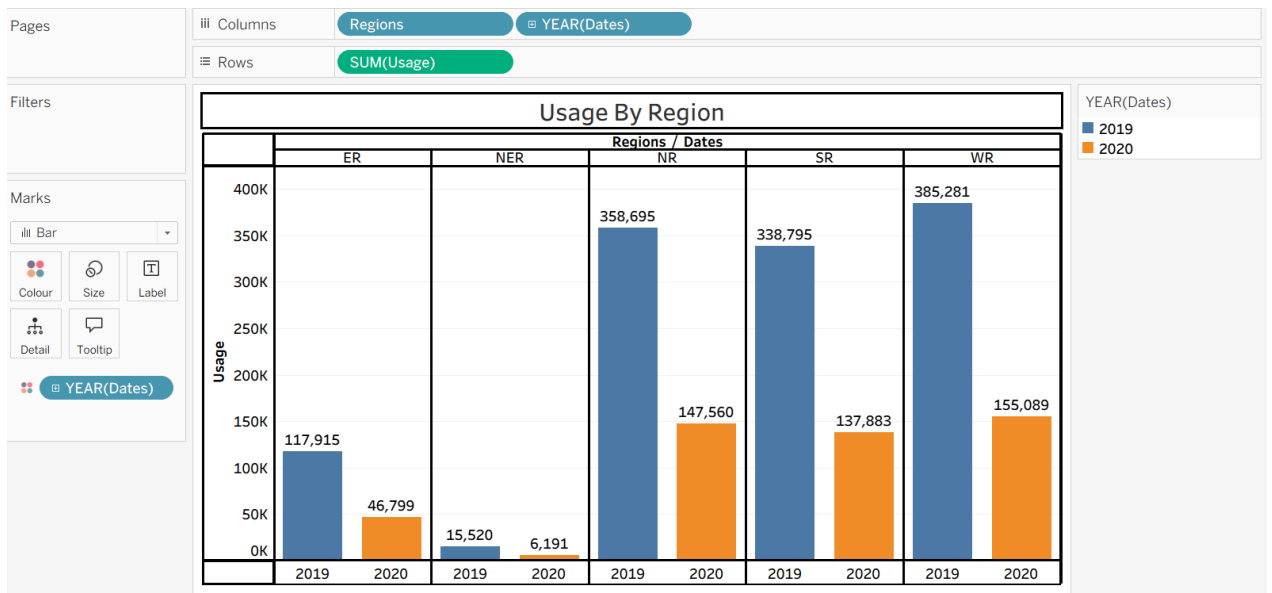 Pages
Columns
Regions
YEAR(Dates)
Rows
SUM(Usage)
Filters
Marks
Bar
Colour
Size
Label
Detail
Tooltip
YEAR(Dates)
Usage By Region
Regions / Dates
ER NER NR SR WR
Usage
400K
350K
300K
250K
200K
150K
100K
50K
0K
117,915
46,799
15,520
6,191
358,695
147,560
338,795
137,883
385,281
155,089
2019 2020 2019 2020 2019 2020 2019 2020 2019 2020
YEAR(Dates)
2019
2020